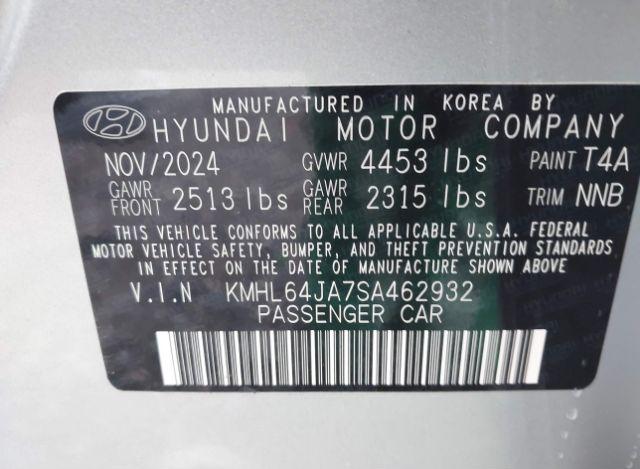 MANUFACTURED IN KOREA BY
HYUNDAI MOTOR COMPANY
NOV/2024 GVWR 4453 lbs PAINT T4A
GAWR FRONT 2513 lbs GAWR REAR 2315 lbs TRIM NNB
THIS VEHICLE CONFORMS TO ALL APPLICABLE U.S.A. FEDERAL
MOTOR VEHICLE SAFETY, BUMPER, AND THEFT PREVENTION STANDARDS
IN EFFECT ON THE DATE OF MANUFACTURE SHOWN ABOVE
V.I.N KMHL64JA7SA462932
PASSENGER CAR